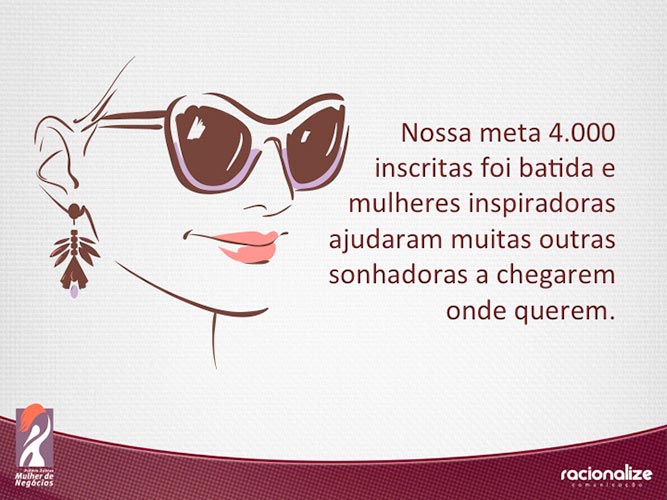 Nossa meta 4.000
inscritas foi batida e
mulheres inspiradoras
ajudaram muitas outras
sonhadoras a chegarem
onde querem.
Prêmio Sebrae
Mulher de
Negócios
racionalize
comunicação